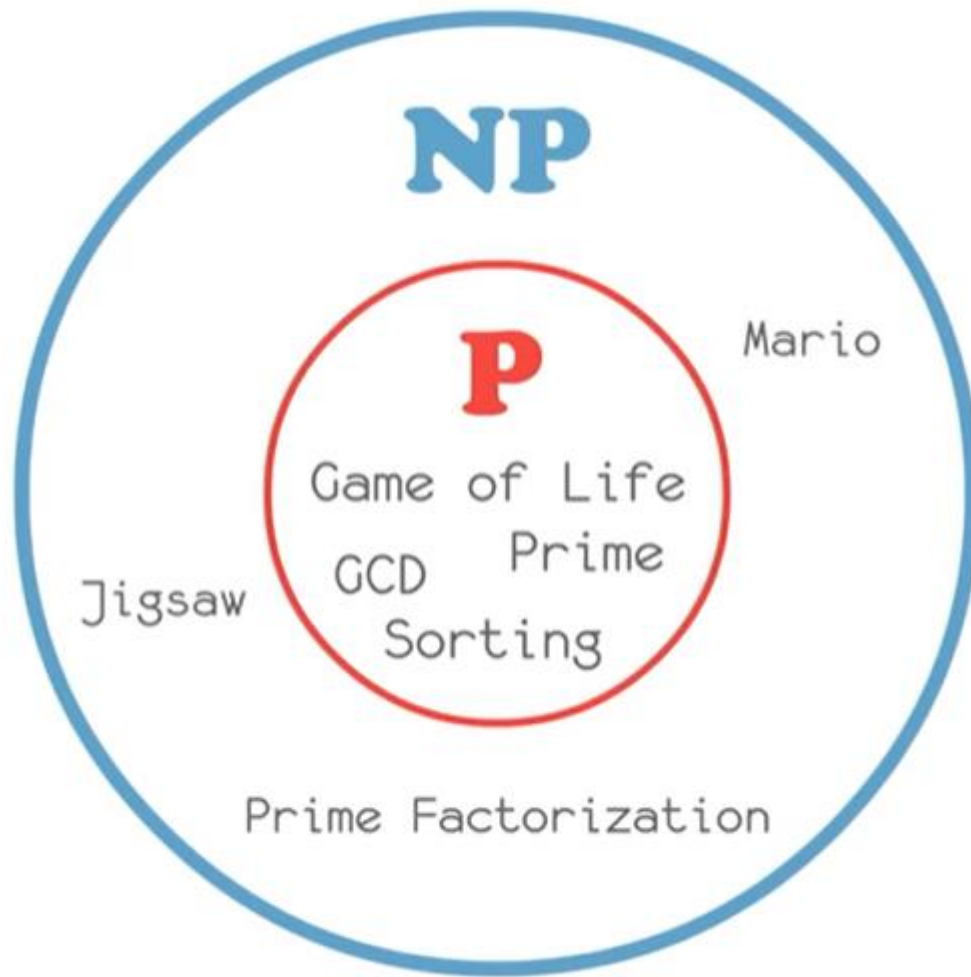 NP
Mario
P
Game of Life
Prime
GCD
Jigsaw
Sorting
Prime Factorization